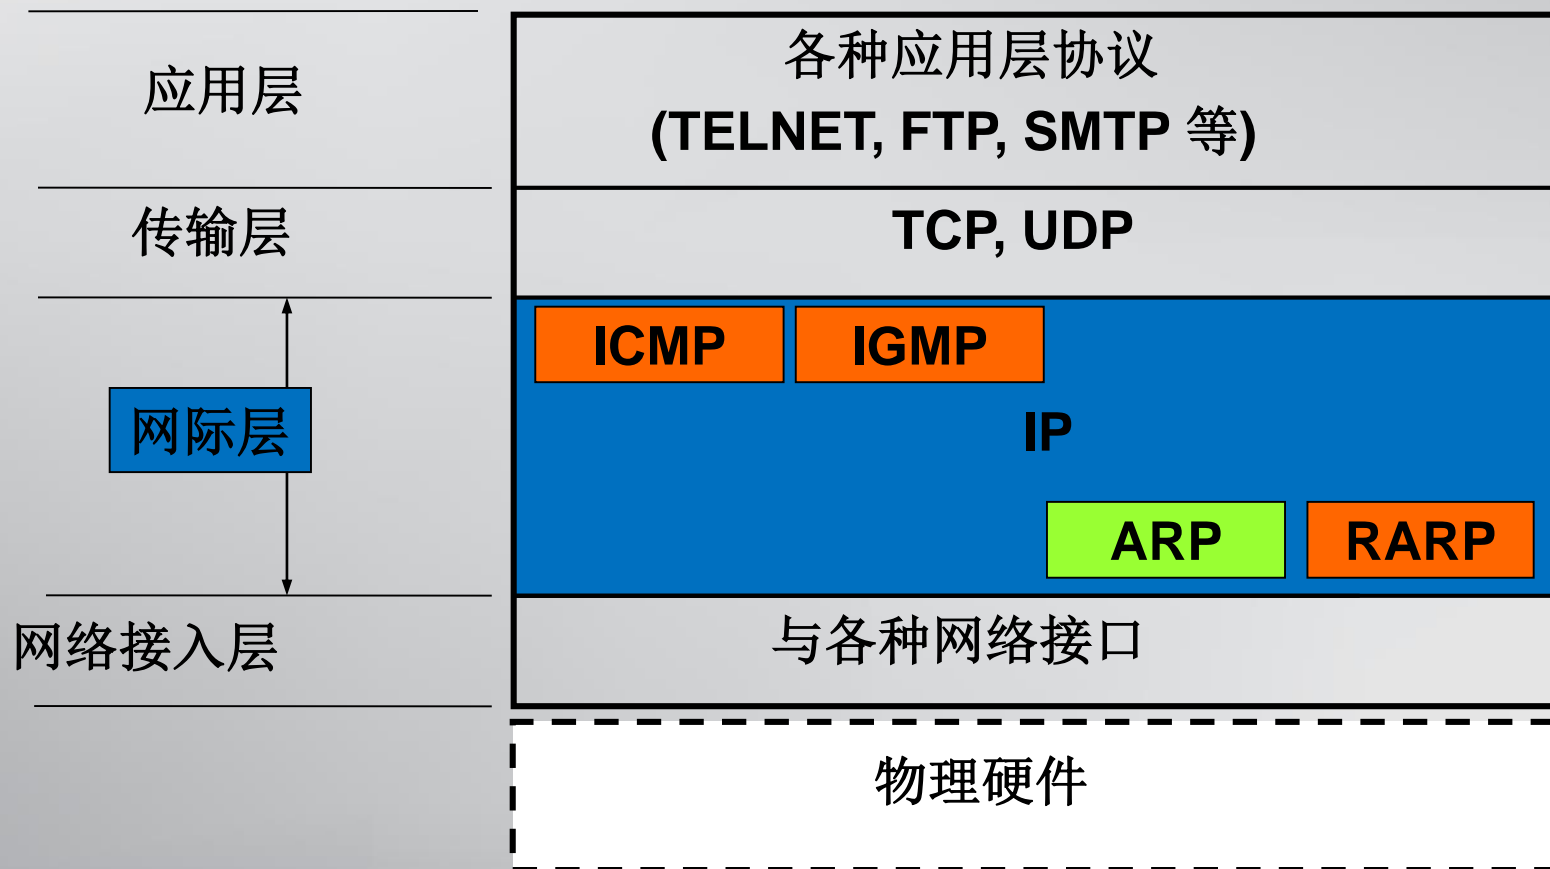 应用层
各种应用层协议
(TELNET, FTP, SMTP 等)
传输层
TCP, UDP
ICMP
IGMP
网际层
IP
ARP
RARP
网络接入层
与各种网络接口
物理硬件